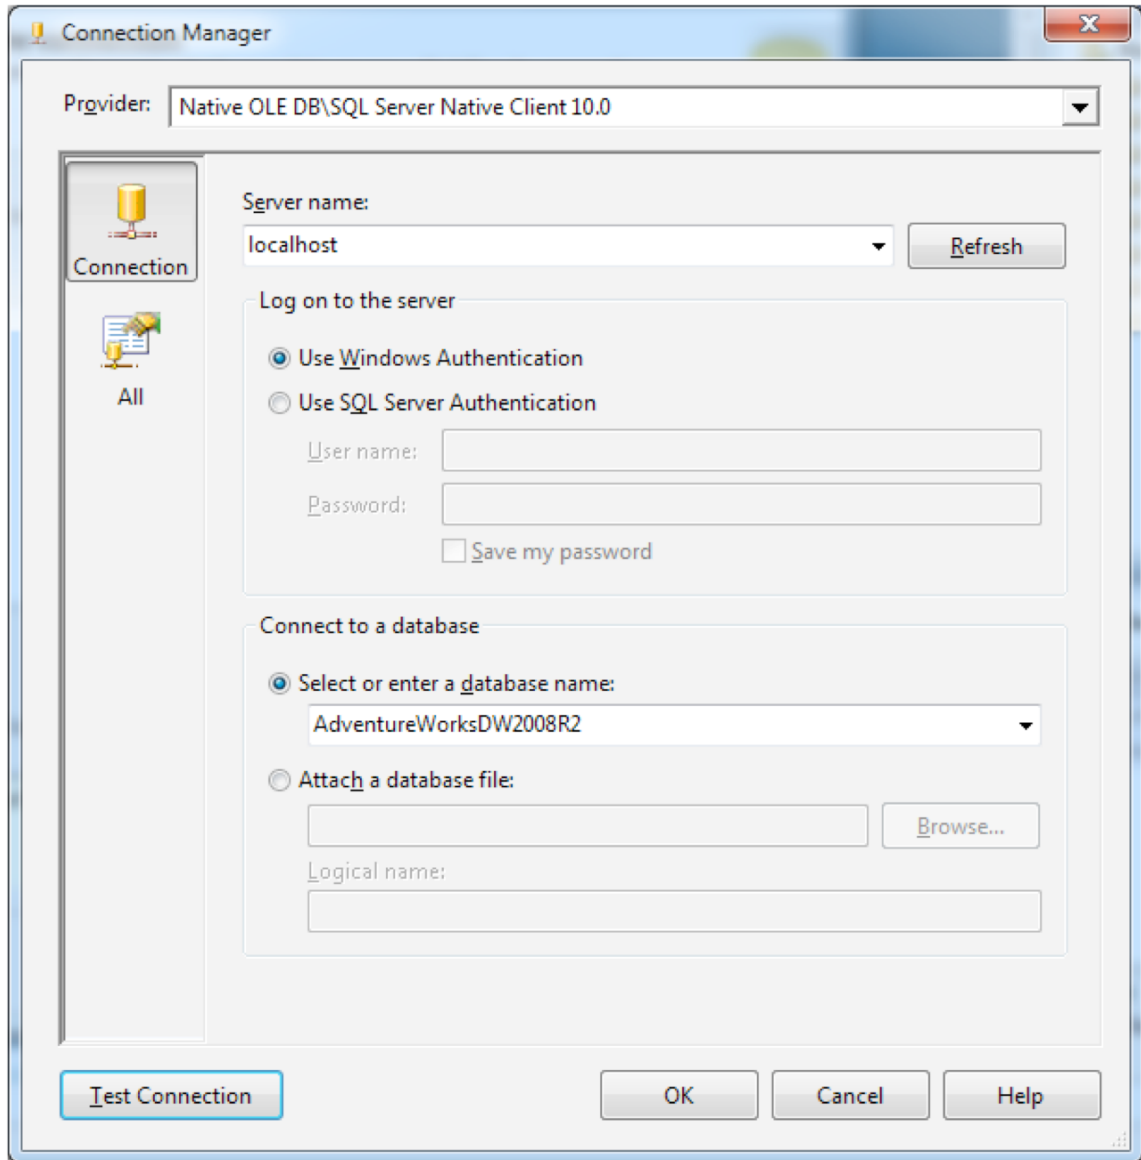 Connection Manager
Provider: Native OLE DB\SQL Server Native Client 10.0
Connection
All
Server name:
localhost Refresh
Log on to the server
Use Windows Authentication
Use SQL Server Authentication
User name:
Password:
Save my password
Connect to a database
Select or enter a database name:
AdventureWorksDW2008R2
Attach a database file:
Browse...
Logical name:
Test Connection OK Cancel Help